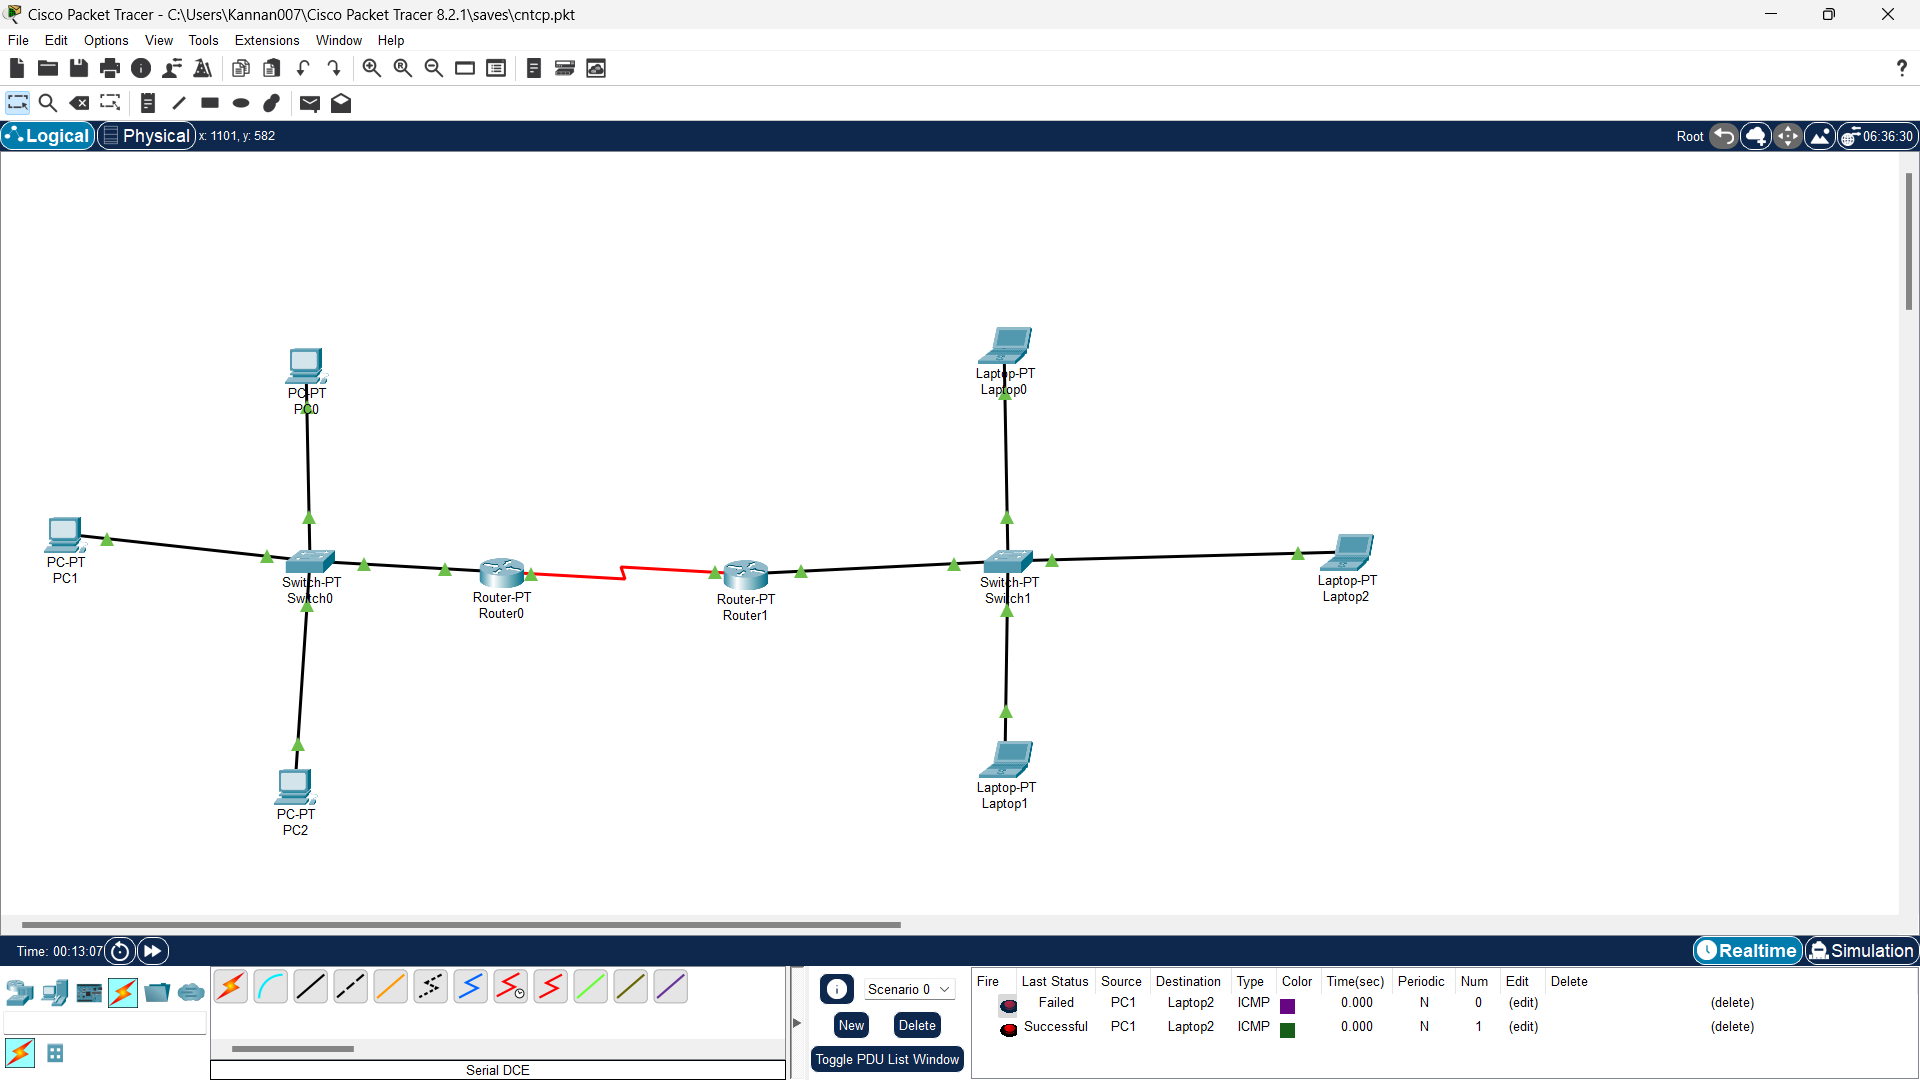 Cisco Packet Tracer - C:\Users\Kannan007\Cisco Packet Tracer 8.2.1\saves\cntcp.pkt
File Edit Options View Tools Extensions Window Help
?
Logical Physical x: 1101, y: 582 Root 06:36:30
Laptop-PT
Laptop0
PC-PT
PC0
PC-PT
PC1
Switch-PT
Switch0
Router-PT
Router0
Router-PT
Router1
Switch-PT
Switch1
Laptop-PT
Laptop2
Laptop-PT
Laptop1
PC-PT
PC2
Time: 00:13:07 Realtime Simulation
Scenario 0
New Delete
Toggle PDU List Window
Serial DCE
Fire Last Status Source Destination Type Color Time(sec) Periodic Num Edit Delete
Failed PC1 Laptop2 ICMP 0.000 N 0 (edit) (delete)
Successful PC1 Laptop2 ICMP 0.000 N 1 (edit) (delete)